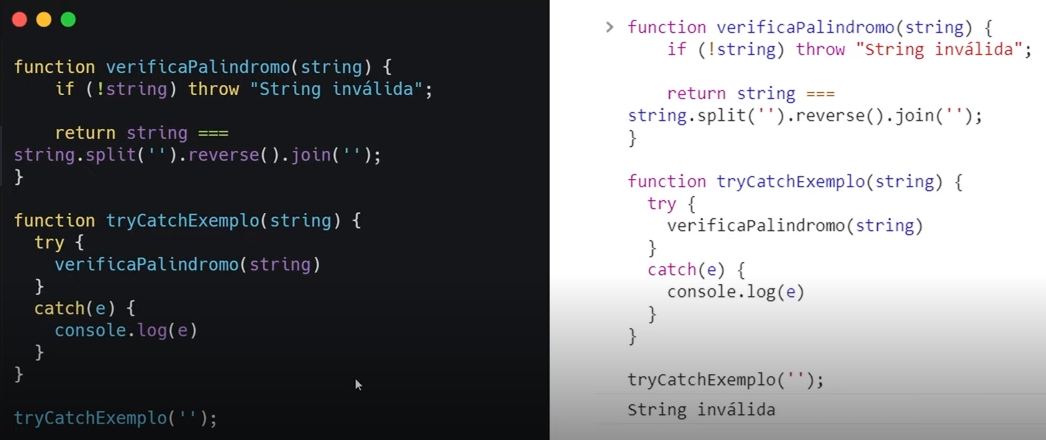 function verificaPalindromo(string) {
    if (!string) throw "String inválida";
    return string ===
string.split('').reverse().join('');
}
function tryCatchExemplo(string) {
  try {
    verificaPalindromo(string)
  }
  catch(e) {
    console.log(e)
  }
}
tryCatchExemplo('');
> function verificaPalindromo(string) {
    if (!string) throw "String inválida";
    return string ===
string.split('').reverse().join('');
}
function tryCatchExemplo(string) {
  try {
    verificaPalindromo(string)
  }
  catch(e) {
    console.log(e)
  }
}
tryCatchExemplo('');
String inválida